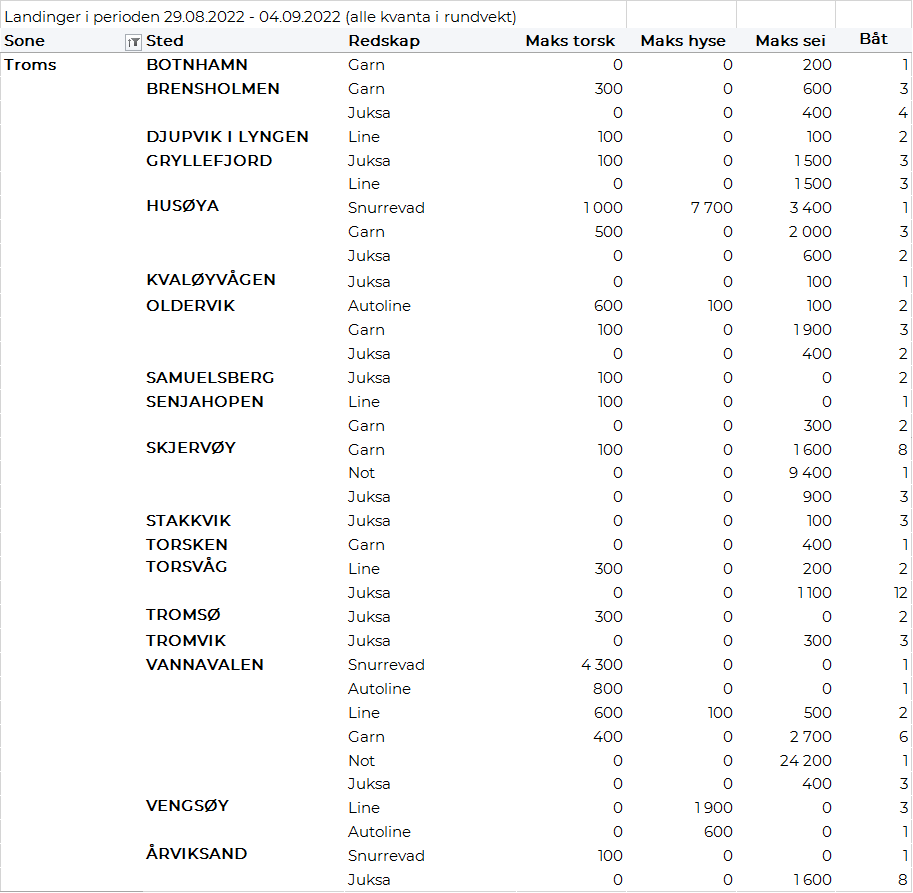 Landinger i perioden 29.08.2022 - 04.09.2022 (alle kvanta i rundvekt)
Sone Sted Redskap Maks torsk Maks hyse Maks sei Båt
Troms BOTNHAMN Garn 0 0 200 1
BRENSHOLMEN Garn 300 0 600 3
Juksa 0 0 400 4
DJUPVIK I LYNGEN Line 100 0 100 2
GRYLLEFJORD Juksa 100 0 1 500 3
Line 0 0 1 500 3
HUSØYA Snurrevad 1 000 7 700 3 400 1
Garn 500 0 2 000 3
Juksa 0 0 600 2
KVALØYVÅGEN Juksa 0 0 100 1
OLDERVIK Autoline 600 100 100 2
Garn 100 0 1 900 3
Juksa 0 0 400 2
SAMUELSBERG Juksa 100 0 0 2
SENJAHOPEN Line 100 0 0 1
Garn 0 0 300 2
SKJERVØY Garn 100 0 1 600 8
Not 0 0 9 400 1
Juksa 0 0 900 3
STAKKVIK Juksa 0 0 100 3
TORSKEN Garn 0 0 400 1
TORSVÅG Line 300 0 200 2
Juksa 0 0 1 100 12
TROMSØ Juksa 300 0 0 2
TROMVIK Juksa 0 0 300 3
VANNAVALEN Snurrevad 4 300 0 0 1
Autoline 800 0 0 1
Line 600 100 500 2
Garn 400 0 2 700 6
Not 0 0 24 200 1
Juksa 0 0 400 3
VENGSØY Line 0 1 900 0 3
Autoline 0 600 0 1
ÅRVIKSAND Snurrevad 100 0 0 1
Juksa 0 0 1 600 8